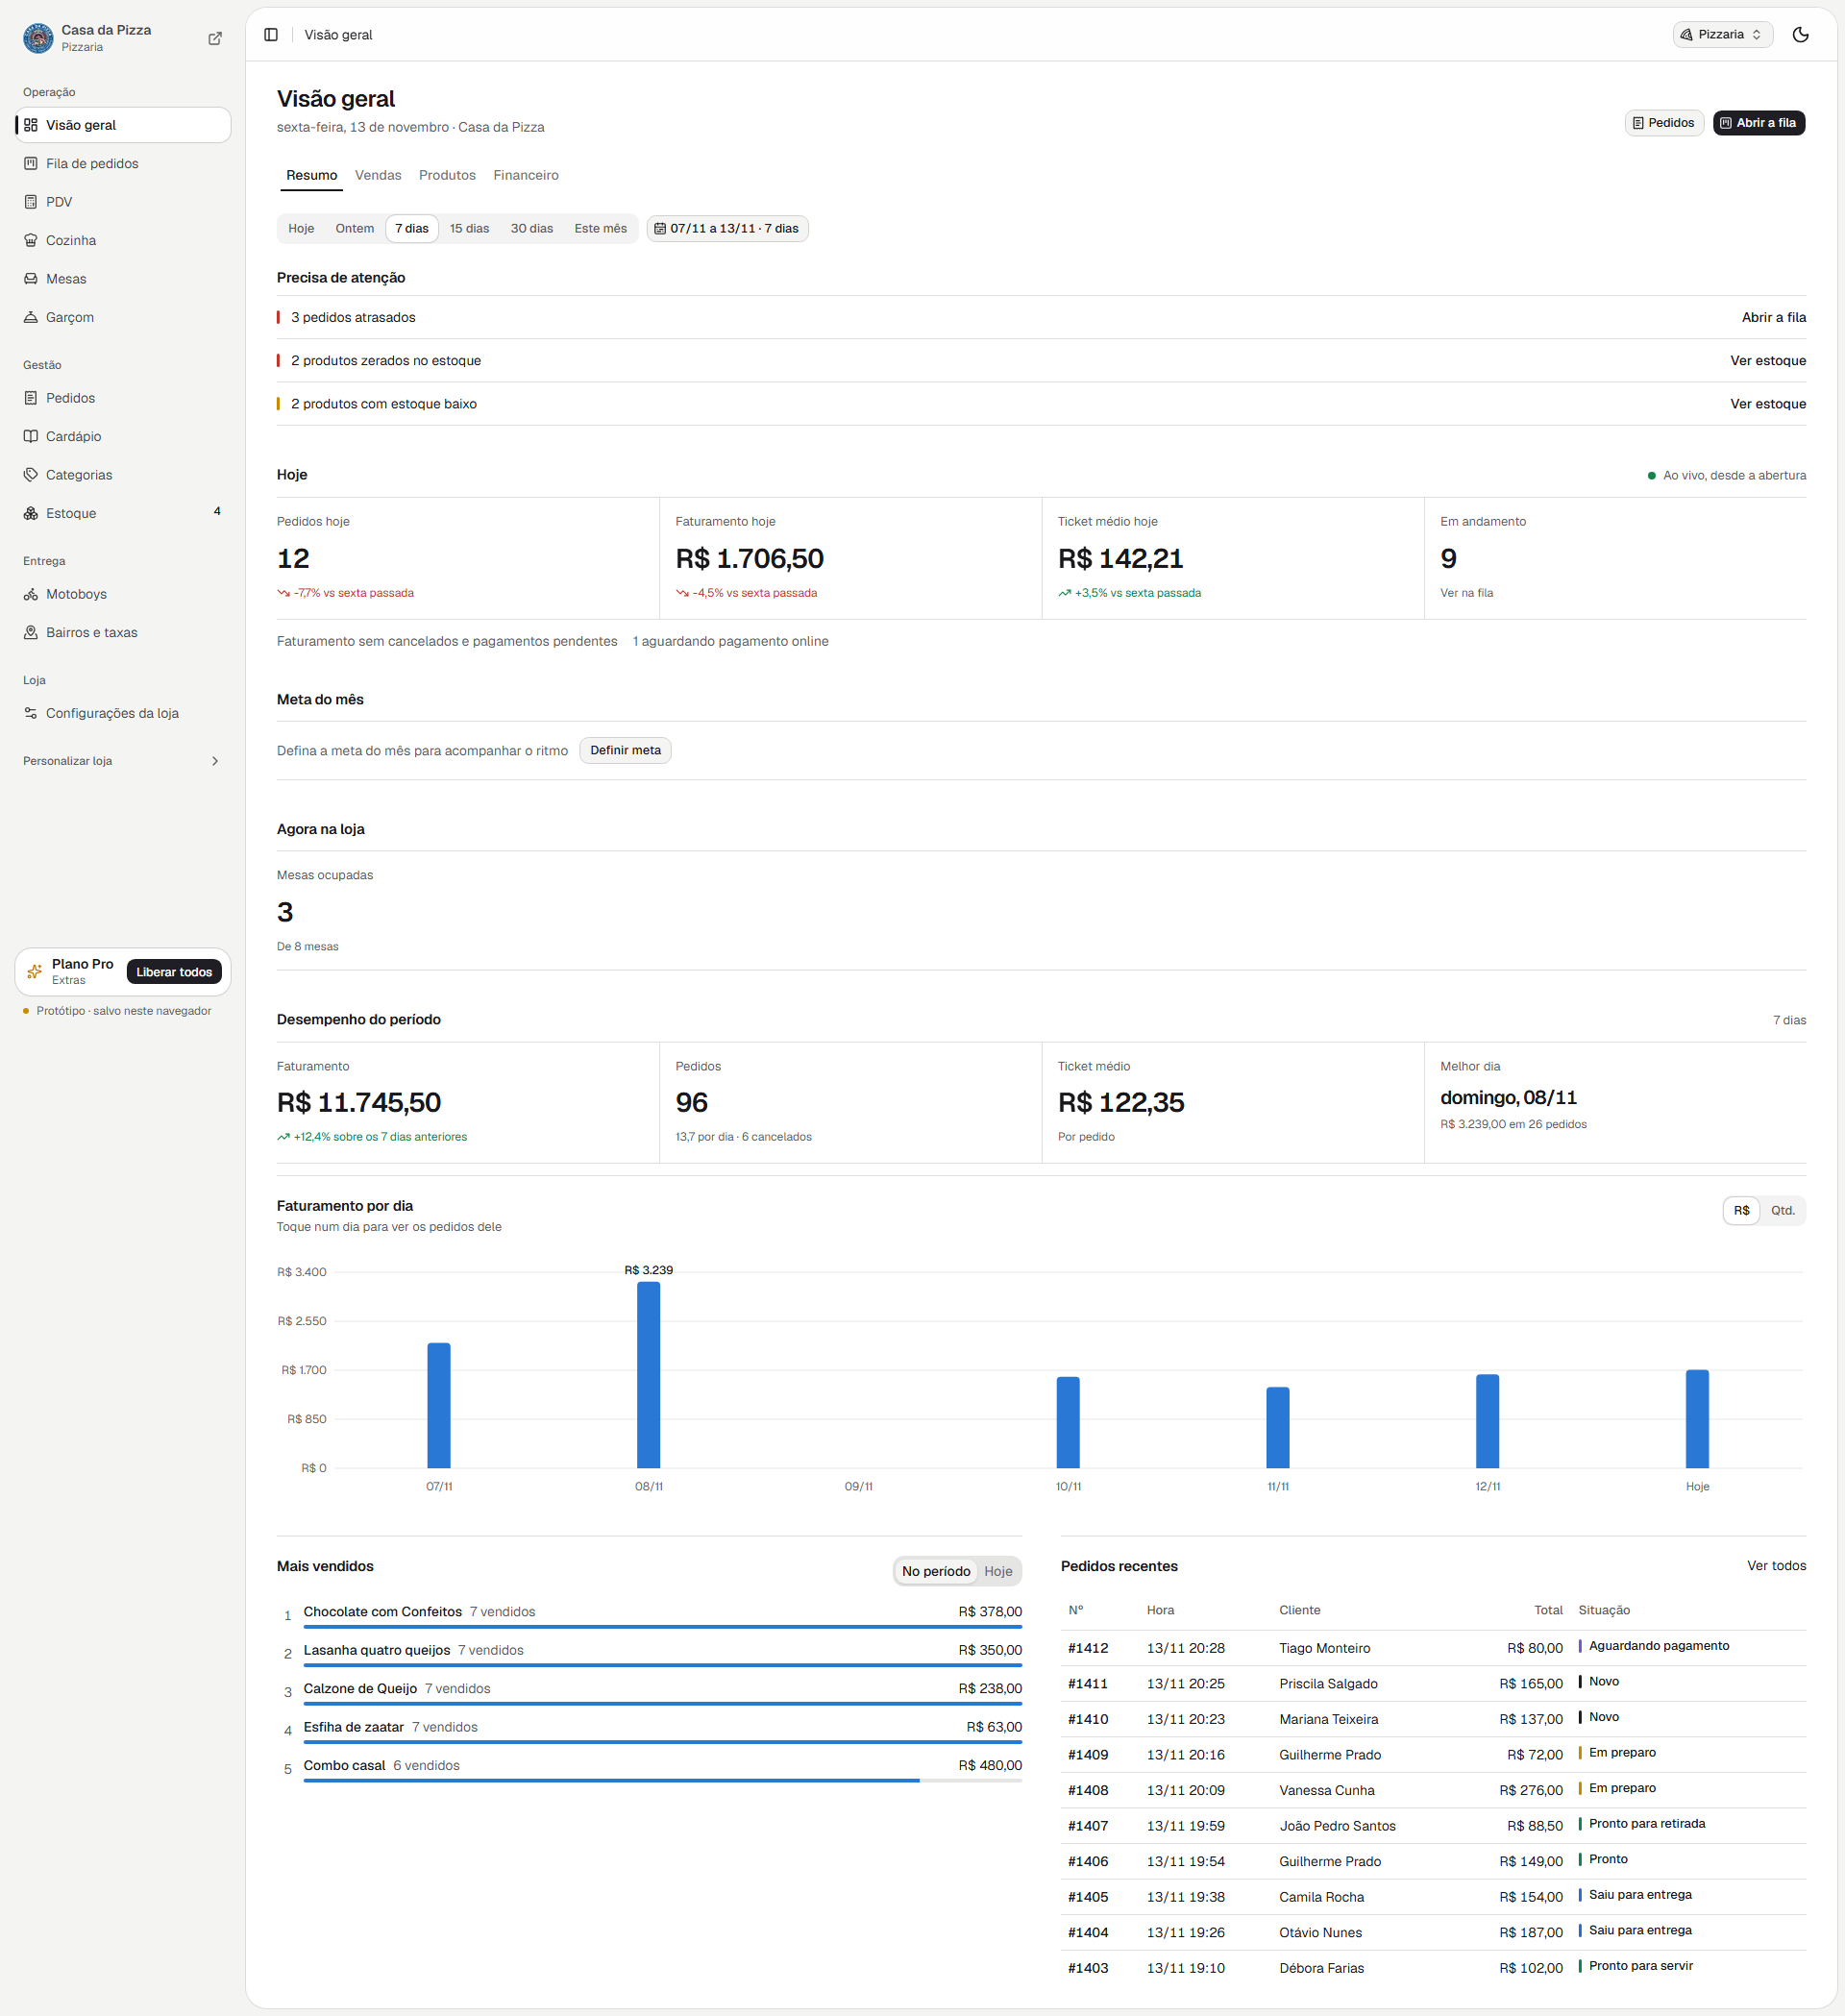 Casa da Pizza
Pizzaria
Operação
Visão geral
Fila de pedidos
PDV
Cozinha
Mesas
Garçom
Gestão
Pedidos
Cardápio
Categorias
Estoque 4
Entrega
Motoboys
Bairros e taxas
Loja
Configurações da loja
Personalizar loja
Plano Pro
Extras
Liberar todos
Protótipo · salvo neste navegador
Visão geral
Pizzaria
Visão geral
sexta-feira, 13 de novembro · Casa da Pizza
Pedidos
Abrir a fila
Resumo Vendas Produtos Financeiro
Hoje Ontem 7 dias 15 dias 30 dias Este mês 07/11 a 13/11 · 7 dias
Precisa de atenção
3 pedidos atrasados Abrir a fila
2 produtos zerados no estoque Ver estoque
2 produtos com estoque baixo Ver estoque
Hoje Ao vivo, desde a abertura
Pedidos hoje
12
-7,7% vs sexta passada
Faturamento hoje
R$ 1.706,50
-4,5% vs sexta passada
Ticket médio hoje
R$ 142,21
+3,5% vs sexta passada
Em andamento
9
Ver na fila
Faturamento sem cancelados e pagamentos pendentes 1 aguardando pagamento online
Meta do mês
Defina a meta do mês para acompanhar o ritmo Definir meta
Agora na loja
Mesas ocupadas
3
De 8 mesas
Desempenho do período 7 dias
Faturamento
R$ 11.745,50
+12,4% sobre os 7 dias anteriores
Pedidos
96
13,7 por dia · 6 cancelados
Ticket médio
R$ 122,35
Por pedido
Melhor dia
domingo, 08/11
R$ 3.239,00 em 26 pedidos
Faturamento por dia
Toque num dia para ver os pedidos dele
R$ Qtd.
R$ 3.400
R$ 2.550
R$ 1.700
R$ 850
R$ 0
R$ 3.239
07/11 08/11 09/11 10/11 11/11 12/11 Hoje
Mais vendidos
No período Hoje
1 Chocolate com Confeitos 7 vendidos R$ 378,00
2 Lasanha quatro queijos 7 vendidos R$ 350,00
3 Calzone de Queijo 7 vendidos R$ 238,00
4 Esfiha de zaatar 7 vendidos R$ 63,00
5 Combo casal 6 vendidos R$ 480,00
Pedidos recentes Ver todos
Nº Hora Cliente Total Situação
#1412 13/11 20:28 Tiago Monteiro R$ 80,00 Aguardando pagamento
#1411 13/11 20:25 Priscila Salgado R$ 165,00 Novo
#1410 13/11 20:23 Mariana Teixeira R$ 137,00 Novo
#1409 13/11 20:16 Guilherme Prado R$ 72,00 Em preparo
#1408 13/11 20:09 Vanessa Cunha R$ 276,00 Em preparo
#1407 13/11 19:59 João Pedro Santos R$ 88,50 Pronto para retirada
#1406 13/11 19:54 Guilherme Prado R$ 149,00 Pronto
#1405 13/11 19:38 Camila Rocha R$ 154,00 Saiu para entrega
#1404 13/11 19:26 Otávio Nunes R$ 187,00 Saiu para entrega
#1403 13/11 19:10 Débora Farias R$ 102,00 Pronto para servir